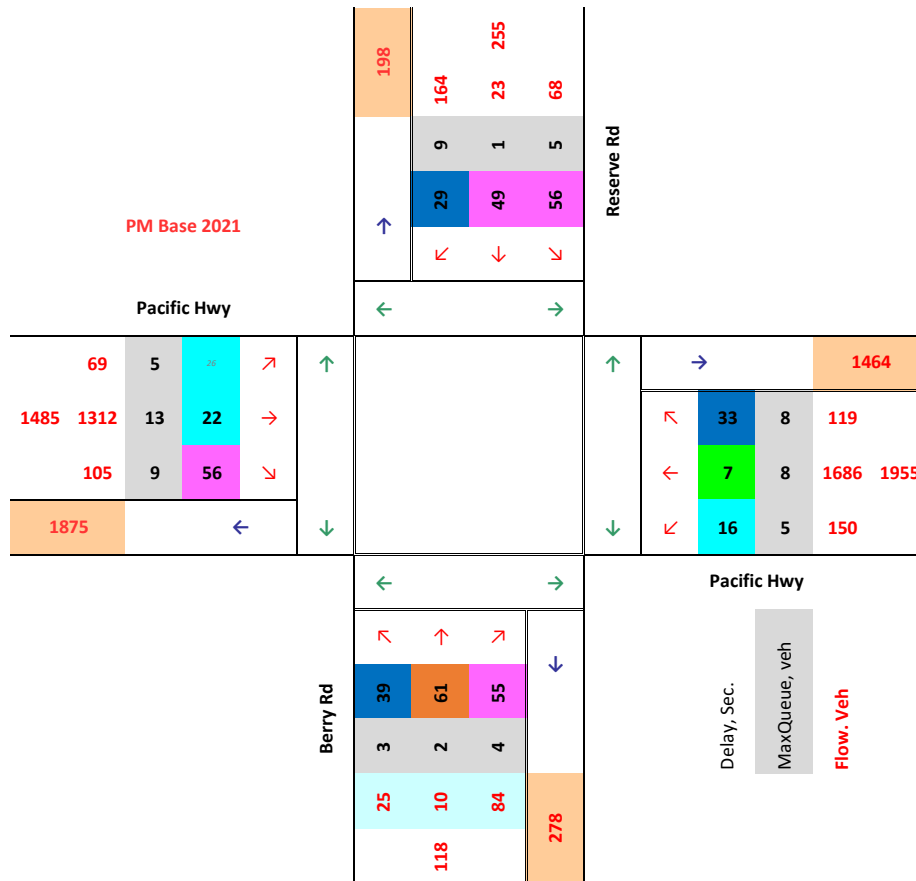 198
255
164 23 68
9 1 5
29 49 56
↑
↙ ↓ ↘
Reserve Rd
PM Base 2021
Pacific Hwy
← →
69 5 26 ↗
1485 1312 13 22 →
105 9 56 ↘
1875 ←
↑
↓
↑
↓
→ 1464
↖ 33 8 119
← 7 8 1686 1955
↙ 16 5 150
Pacific Hwy
← →
↖ ↑ ↗
↓
Berry Rd
39 61 55
3 2 4
25 10 84
118
278
Delay, Sec.
MaxQueue, veh
Flow. Veh